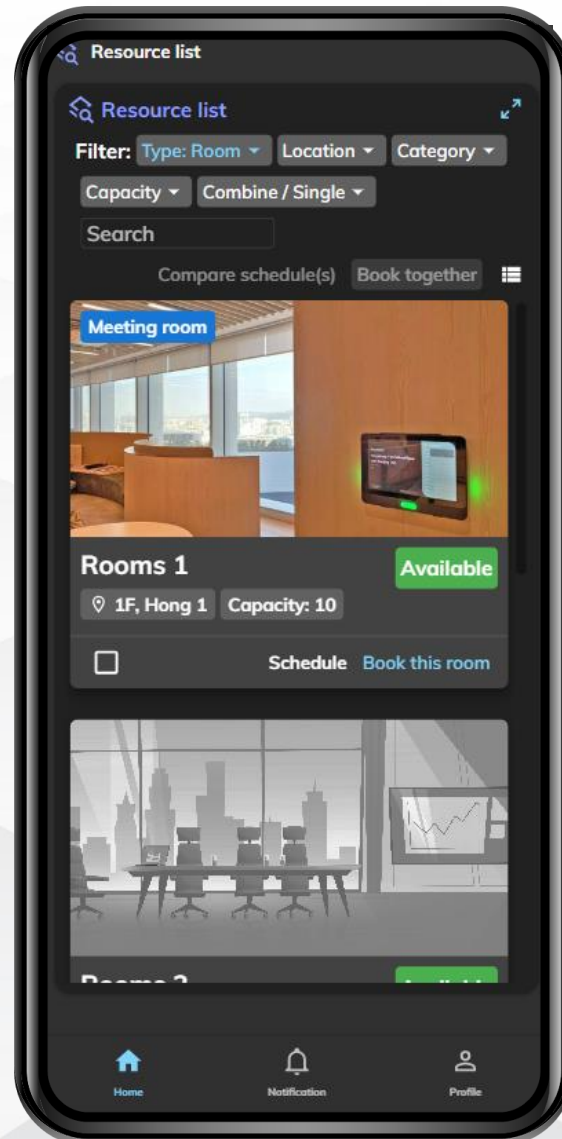 Resource list
Resource list
Filter: Type: Room Location Category
Capacity Combine / Single
Search
Compare schedule(s) Book together
Meeting room
Rooms 1 Available
1F, Hong 1 Capacity: 10
Schedule Book this room
Home Notification Profile